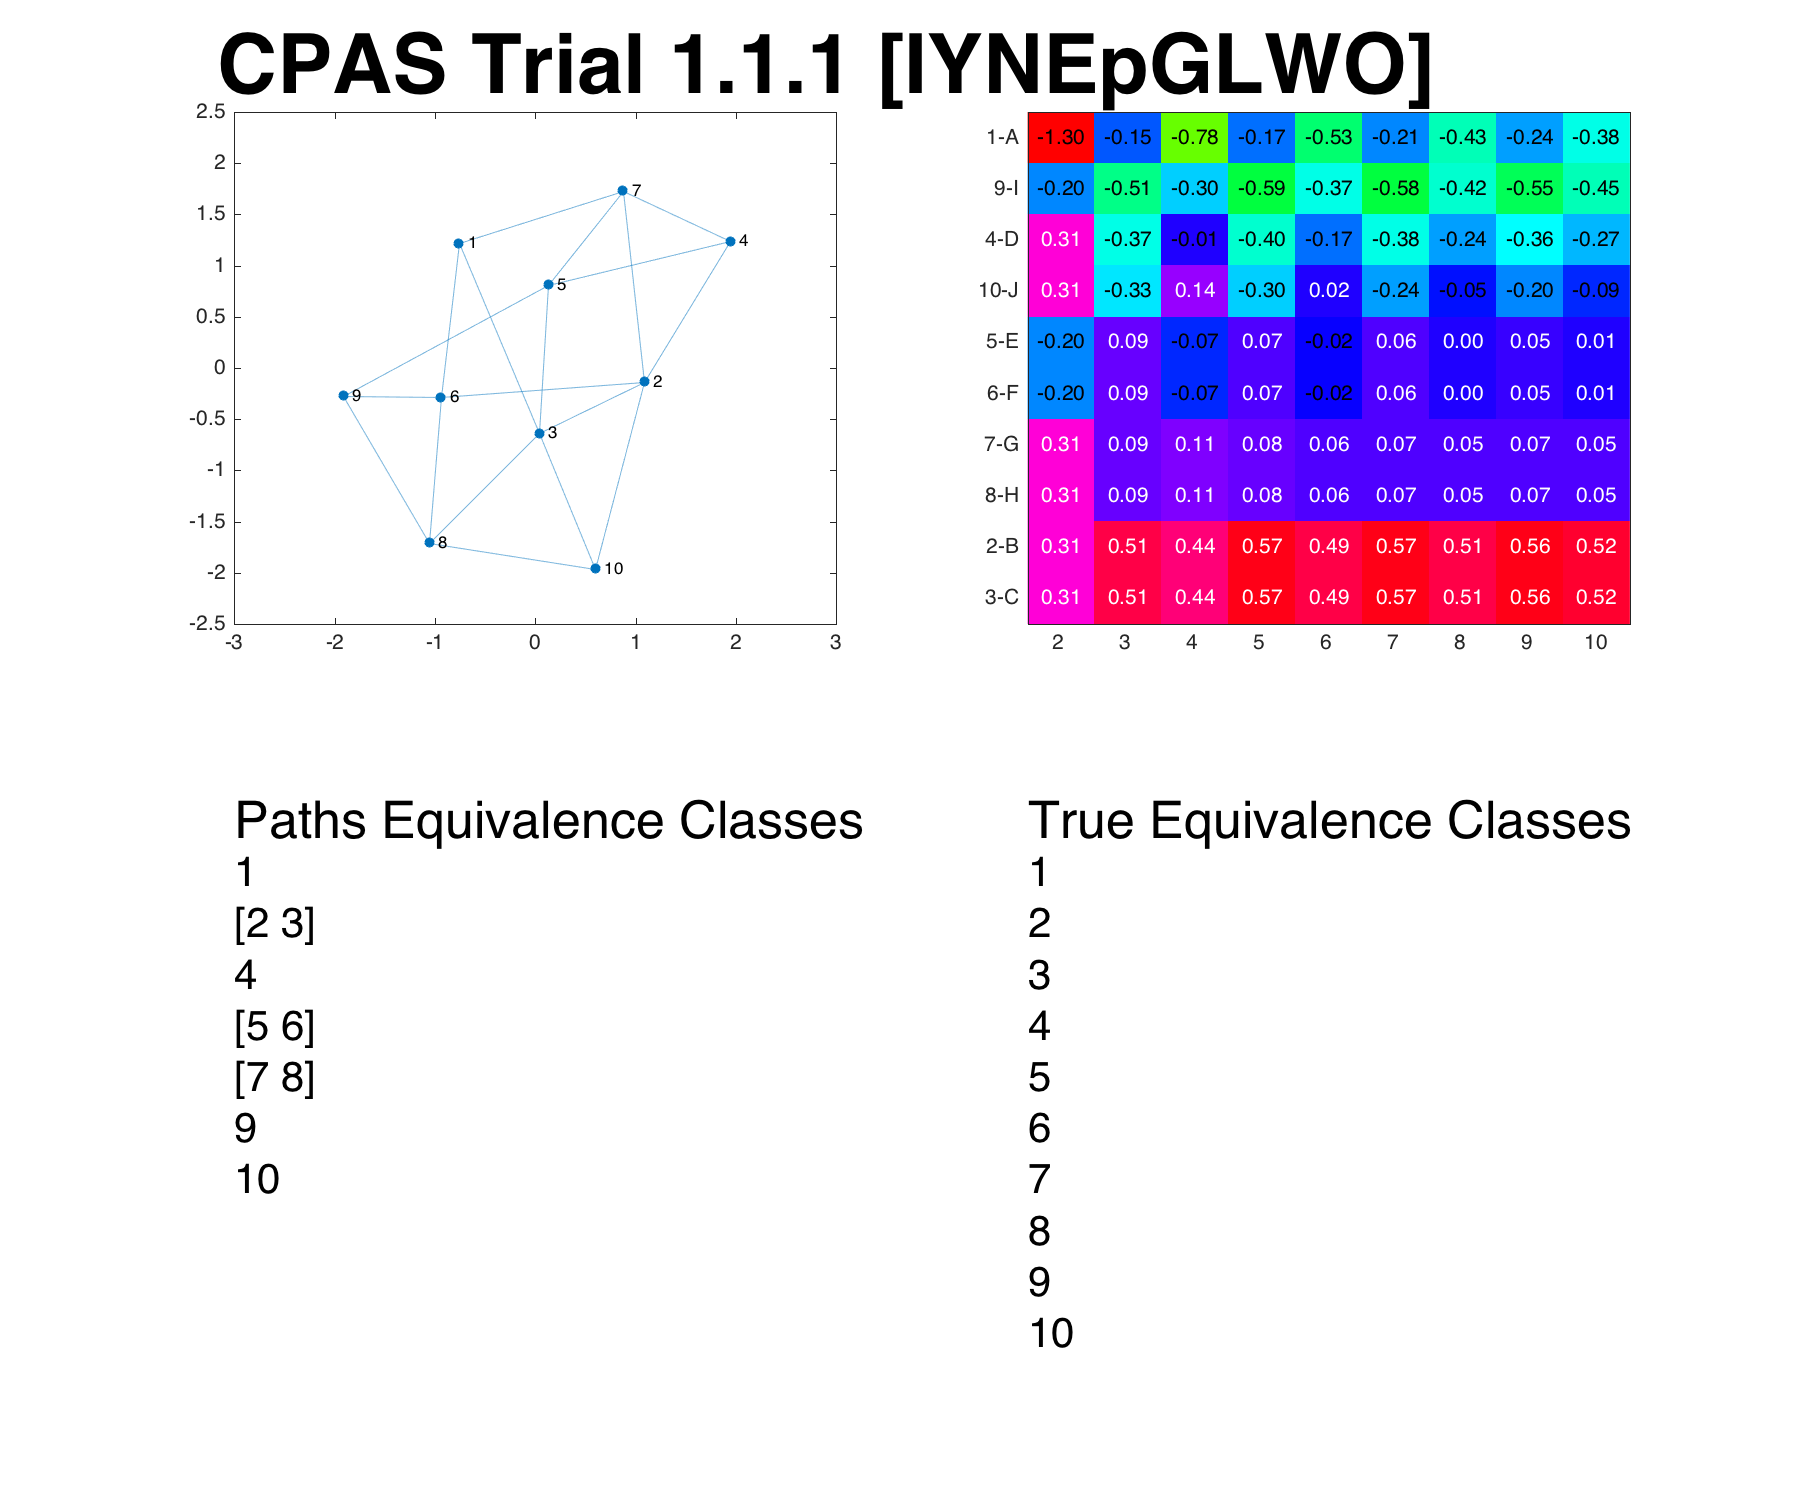 CPAS Trial 1.1.1 [IYNEpGLWO]
2.5
2
1.5
1
0.5
0
-0.5
-1
-1.5
-2
-2.5
-3 -2 -1 0 1 2 3
7
1
4
5
2
9
6
3
8
10
1-A -1.30 -0.15 -0.78 -0.17 -0.53 -0.21 -0.43 -0.24 -0.38
9-I -0.20 -0.51 -0.30 -0.59 -0.37 -0.58 -0.42 -0.55 -0.45
4-D 0.31 -0.37 -0.01 -0.40 -0.17 -0.38 -0.24 -0.36 -0.27
10-J 0.31 -0.33 0.14 -0.30 0.02 -0.24 -0.05 -0.20 -0.09
5-E -0.20 0.09 -0.07 0.07 -0.02 0.06 0.00 0.05 0.01
6-F -0.20 0.09 -0.07 0.07 -0.02 0.06 0.00 0.05 0.01
7-G 0.31 0.09 0.11 0.08 0.06 0.07 0.05 0.07 0.05
8-H 0.31 0.09 0.11 0.08 0.06 0.07 0.05 0.07 0.05
2-B 0.31 0.51 0.44 0.57 0.49 0.57 0.51 0.56 0.52
3-C 0.31 0.51 0.44 0.57 0.49 0.57 0.51 0.56 0.52
2 3 4 5 6 7 8 9 10
Paths Equivalence Classes
1
[2 3]
4
[5 6]
[7 8]
9
10
True Equivalence Classes
1
2
3
4
5
6
7
8
9
10